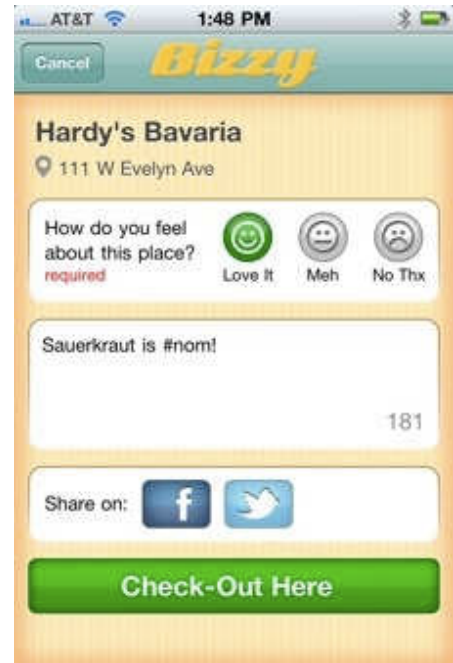 AT&T 1:48 PM
Cancel Bizzy
Hardy's Bavaria
111 W Evelyn Ave
How do you feel
about this place?
required
Love It Meh No Thx
Sauerkraut is #nom!
181
Share on: f
Check-Out Here